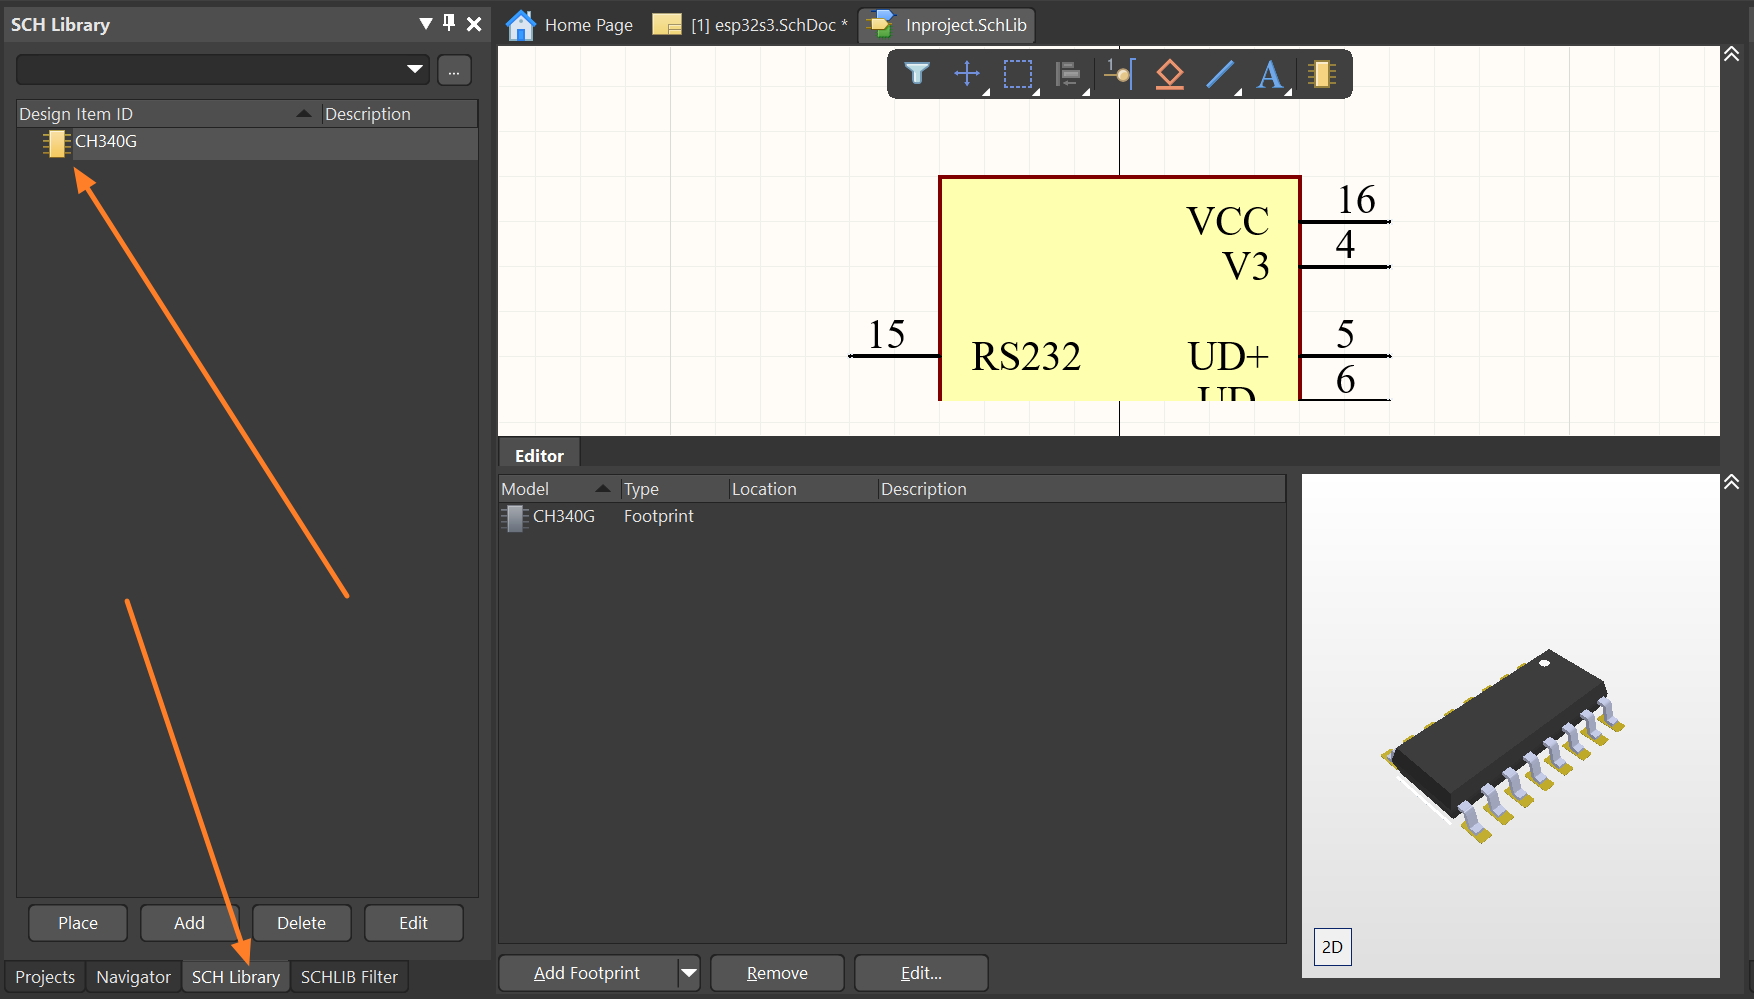 SCH Library
Home Page
[1] esp32s3.SchDoc *
Inproject.SchLib
...
Design Item ID
Description
CH340G
1
A
VCC
16
V3
4
15
RS232
UD+
5
6
Editor
Model
Type
Location
Description
CH340G
Footprint
2D
Place
Add
Delete
Edit
Projects
Navigator
SCH Library
SCHLIB Filter
Add Footprint
Remove
Edit...